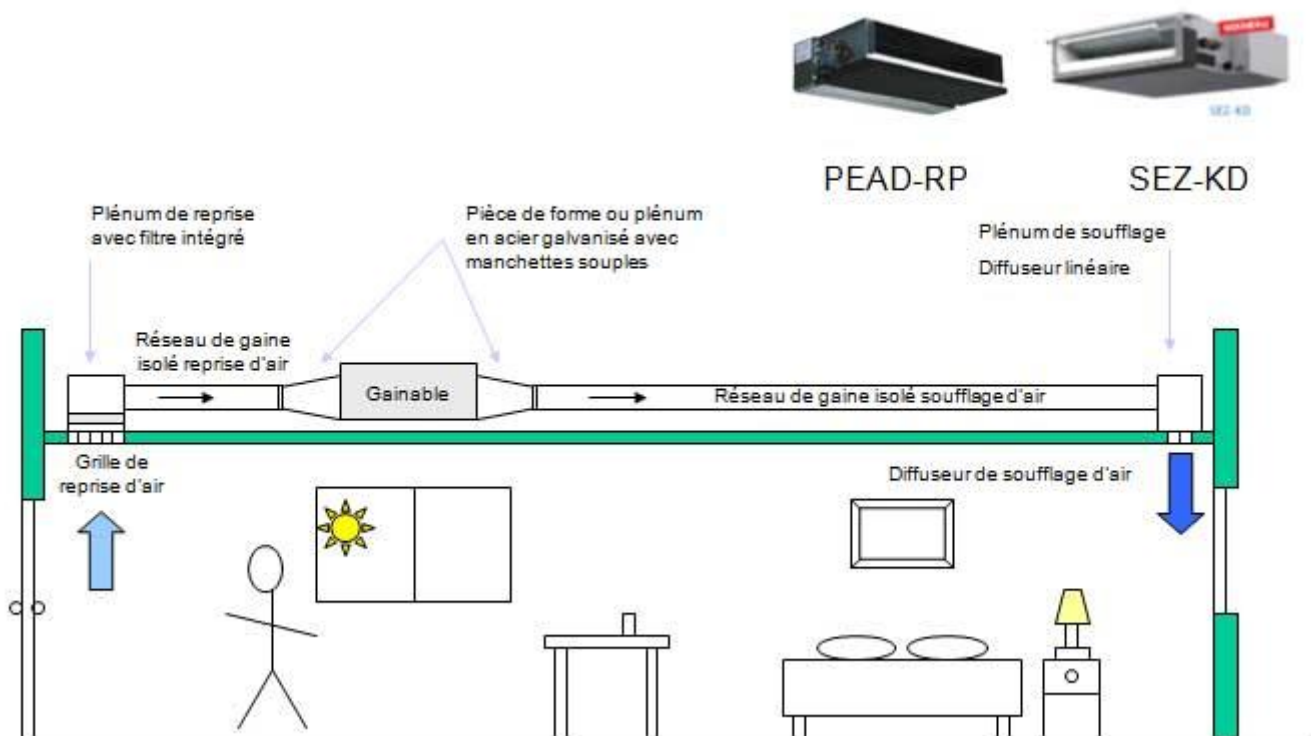 PEAD-RP
SEZ-KD
SEZ-KD
Plénum de reprise
avec filtre intégré
Pièce de forme ou plénum
en acier galvanisé avec
manchettes souples
Plénum de soufflage
Diffuseur linéaire
Réseau de gaine
isolé reprise d'air
Gainable
Réseau de gaine isolé soufflage d'air
Grille de
reprise d'air
Diffuseur de soufflage d'air